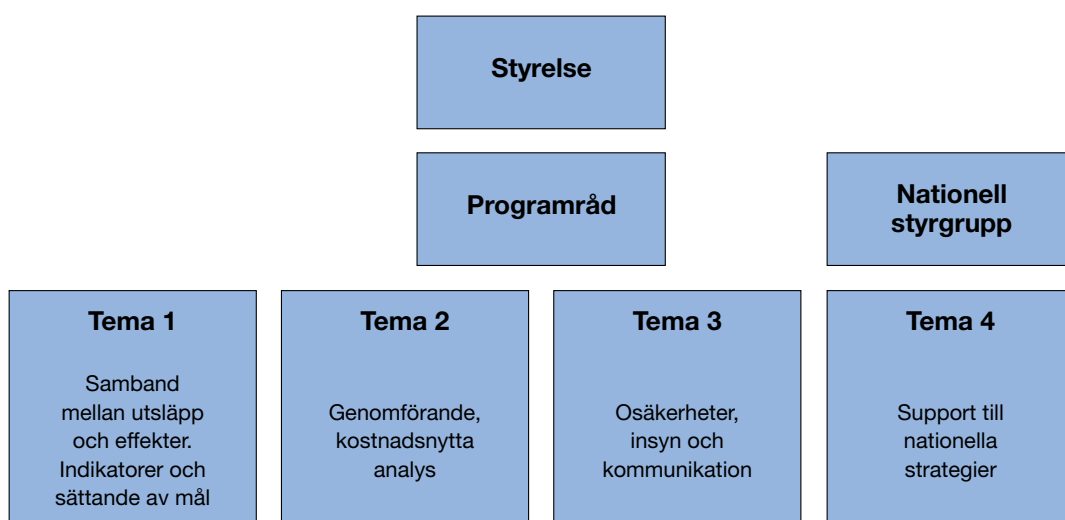 Styrelse
Programråd
Nationell
styrgrupp
Tema 1
Samband
mellan utsläpp
och effekter.
Indikatorer och
sättande av mål
Tema 2
Genomförande,
kostnadsnytta
analys
Tema 3
Osäkerheter,
insyn och
kommunikation
Tema 4
Support till
nationella
strategier